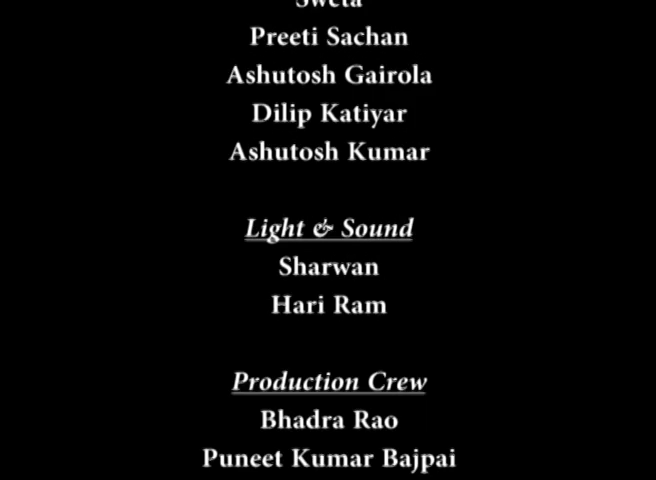 Sweta
Preeti Sachan
Ashutosh Gairola
Dilip Katiyar
Ashutosh Kumar
Light & Sound
Sharwan
Hari Ram
Production Crew
Bhadra Rao
Puneet Kumar Bajpai